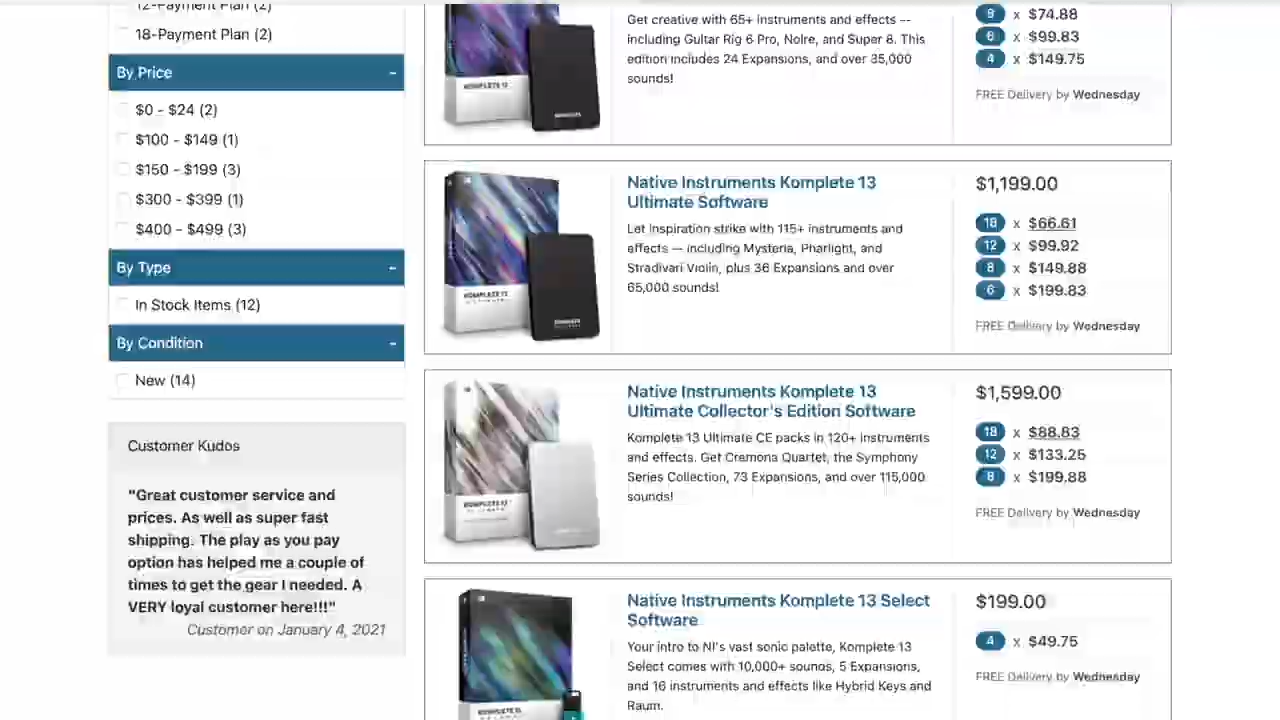 12-Payment Plan (2)
18-Payment Plan (2)
By Price
-
$0 - $24 (2)
$100 - $149 (1)
$150 - $199 (3)
$300 - $399 (1)
$400 - $499 (3)
By Type
-
In Stock Items (12)
By Condition
-
New (14)
Customer Kudos
"Great customer service and
prices. As well as super fast
shipping. The play as you pay
option has helped me a couple of
times to get the gear I needed. A
VERY loyal customer here!!!"
Customer on January 4, 2021
Get creative with 65+ instruments and effects --
including Guitar Rig 6 Pro, Noire, and Super 8. This
edition includes 24 Expansions, and over 35,000
sounds!
8 x $74.88
6 x $99.83
4 x $149.75
FREE Delivery by Wednesday
Native Instruments Komplete 13
Ultimate Software
Let inspiration strike with 115+ instruments and
effects — including Mysteria, Pharlight, and
Stradivari Violin, plus 36 Expansions and over
65,000 sounds!
$1,199.00
18 x $66.61
12 x $99.92
8 x $149.88
6 x $199.83
FREE Delivery by Wednesday
Native Instruments Komplete 13
Ultimate Collector's Edition Software
Komplete 13 Ultimate CE packs in 120+ instruments
and effects. Get Cremona Quartet, the Symphony
Series Collection, 73 Expansions, and over 115,000
sounds!
$1,599.00
18 x $88.83
12 x $133.25
8 x $199.88
FREE Delivery by Wednesday
Native Instruments Komplete 13 Select
Software
Your intro to NI's vast sonic palette, Komplete 13
Select comes with 10,000+ sounds, 5 Expansions,
and 16 instruments and effects like Hybrid Keys and
Raum.
$199.00
4 x $49.75
FREE Delivery by Wednesday